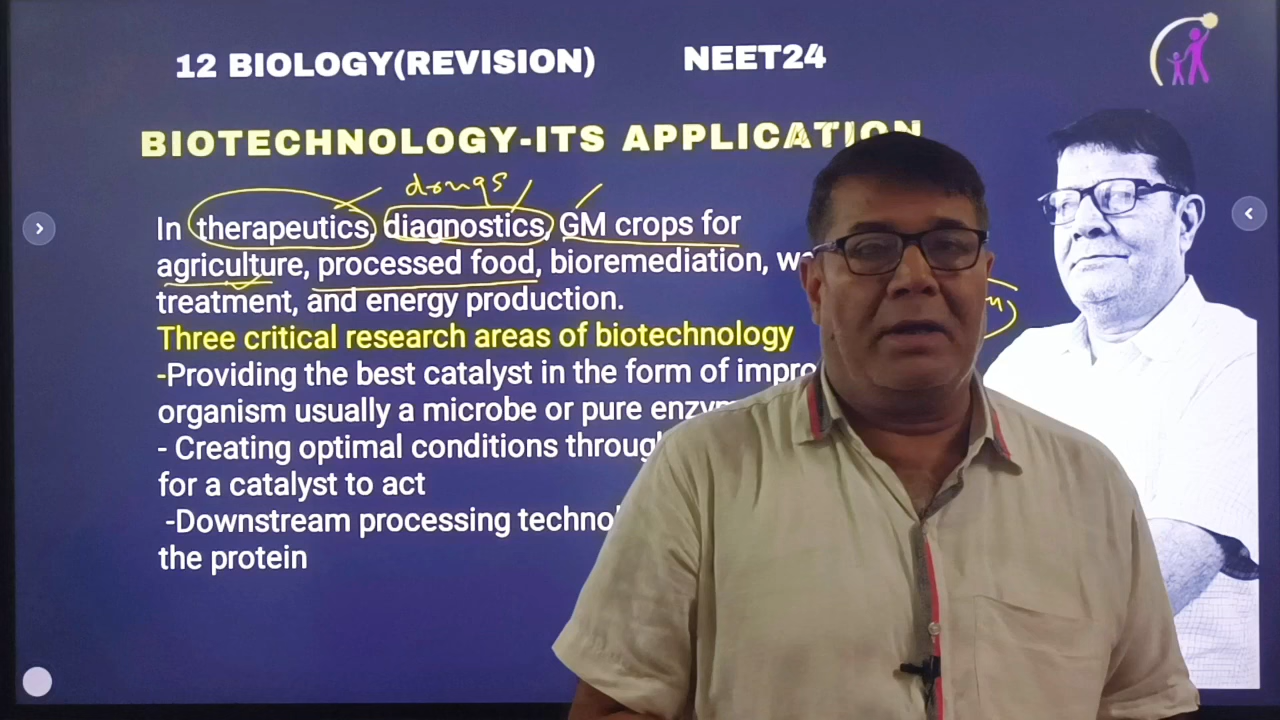 12 BIOLOGY(REVISION) NEET24
BIOTECHNOLOGY-ITS APPLICATION
drugs
In therapeutics, diagnostics, GM crops for
agriculture, processed food, bioremediation,
treatment, and energy production.
Three critical research areas of biotechnology
-Providing the best catalyst in the form of
organism usually a microbe or pure
- Creating optimal conditions
for a catalyst to act
-Downstream processing
the protein